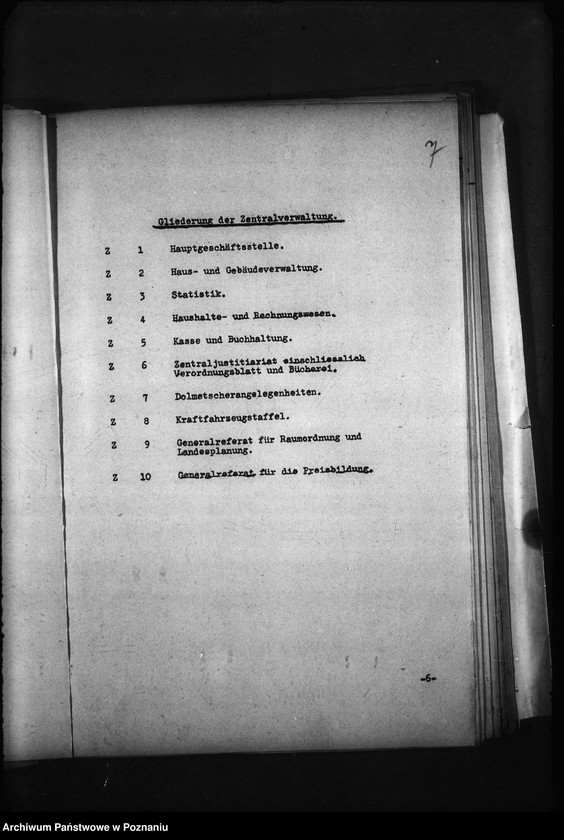 7
Gliederung der Zentralverwaltung.
Z 1 Hauptgeschäftsstelle.
Z 2 Haus- und Gebäudeverwaltung.
Z 3 Statistik.
Z 4 Haushalts- und Rechnungswesen.
Z 5 Kasse und Buchhaltung.
Z 6 Zentraljustitiariat einschliesslich
Verordnungsblatt und Bücherei.
Z 7 Dolmetscherangelegenheiten.
Z 8 Kraftfahrzeugstaffel.
Z 9 Generalreferat für Raumordnung und
Landesplanung.
Z 10 Generalreferat für die Preisbildung.
-6-
Archiwum Państwowe w Poznaniu